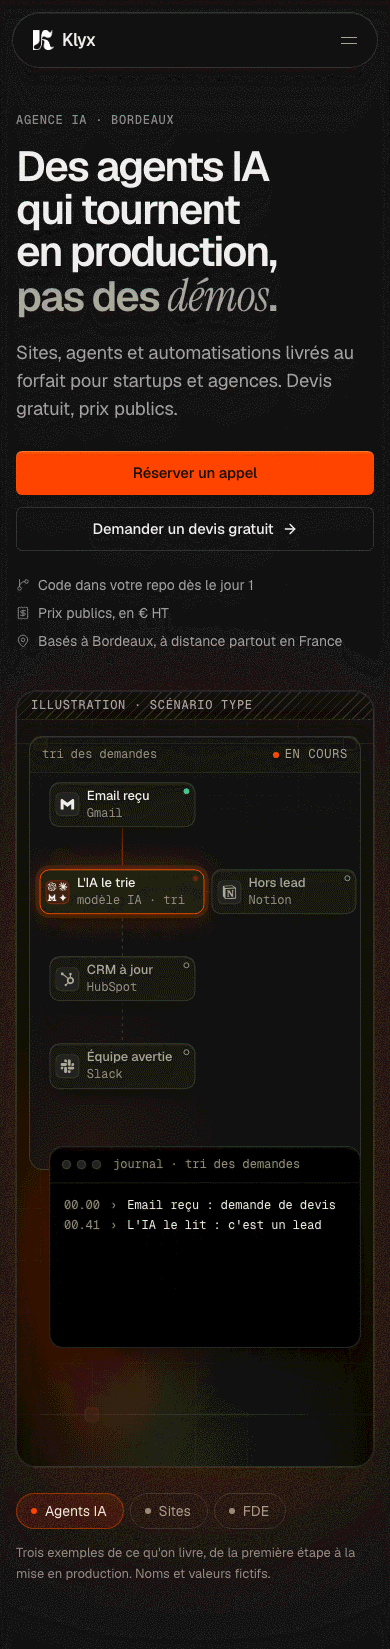 Klyx
AGENCE IA · BORDEAUX
Des agents IA
qui tournent
en production,
pas des démos.
Sites, agents et automatisations livrés au
forfait pour startups et agences. Devis
gratuit, prix publics.
Réserver un appel
Demander un devis gratuit →
Code dans votre repo dès le jour 1
Prix publics, en € HT
Basés à Bordeaux, à distance partout en France
ILLUSTRATION · SCÉNARIO TYPE
tri des demandes
EN COURS
Email reçu
Gmail
L'IA le trie
modèle IA · tri
Hors lead
Notion
CRM à jour
HubSpot
Équipe avertie
Slack
journal · tri des demandes
00.00 › Email reçu : demande de devis
00.41 › L'IA le lit : c'est un lead
Agents IA
Sites
FDE
Trois exemples de ce qu'on livre, de la première étape à la
mise en production. Noms et valeurs fictifs.